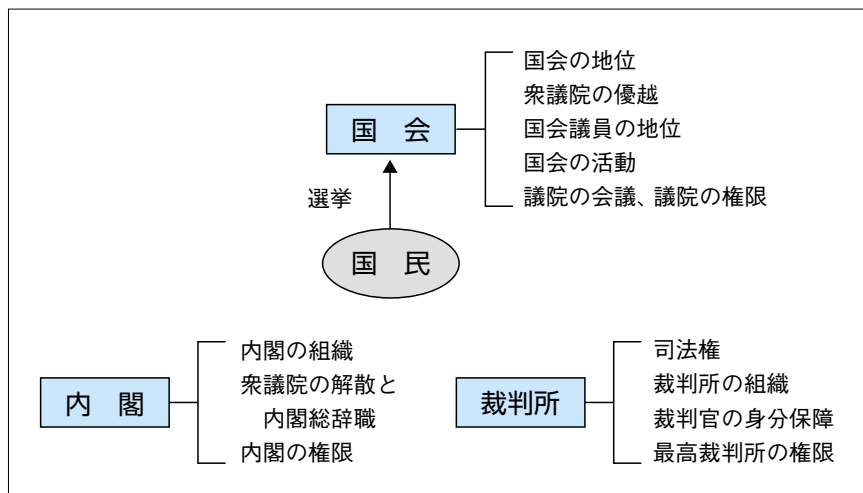 国会の地位
衆議院の優越
国 会
国会議員の地位
国会の活動
議院の会議、議院の権限
選挙
国 民
内閣の組織
衆議院の解散と
内閣総辞職
内閣の権限
内 閣
司法権
裁判所の組織
裁判官の身分保障
最高裁判所の権限
裁判所